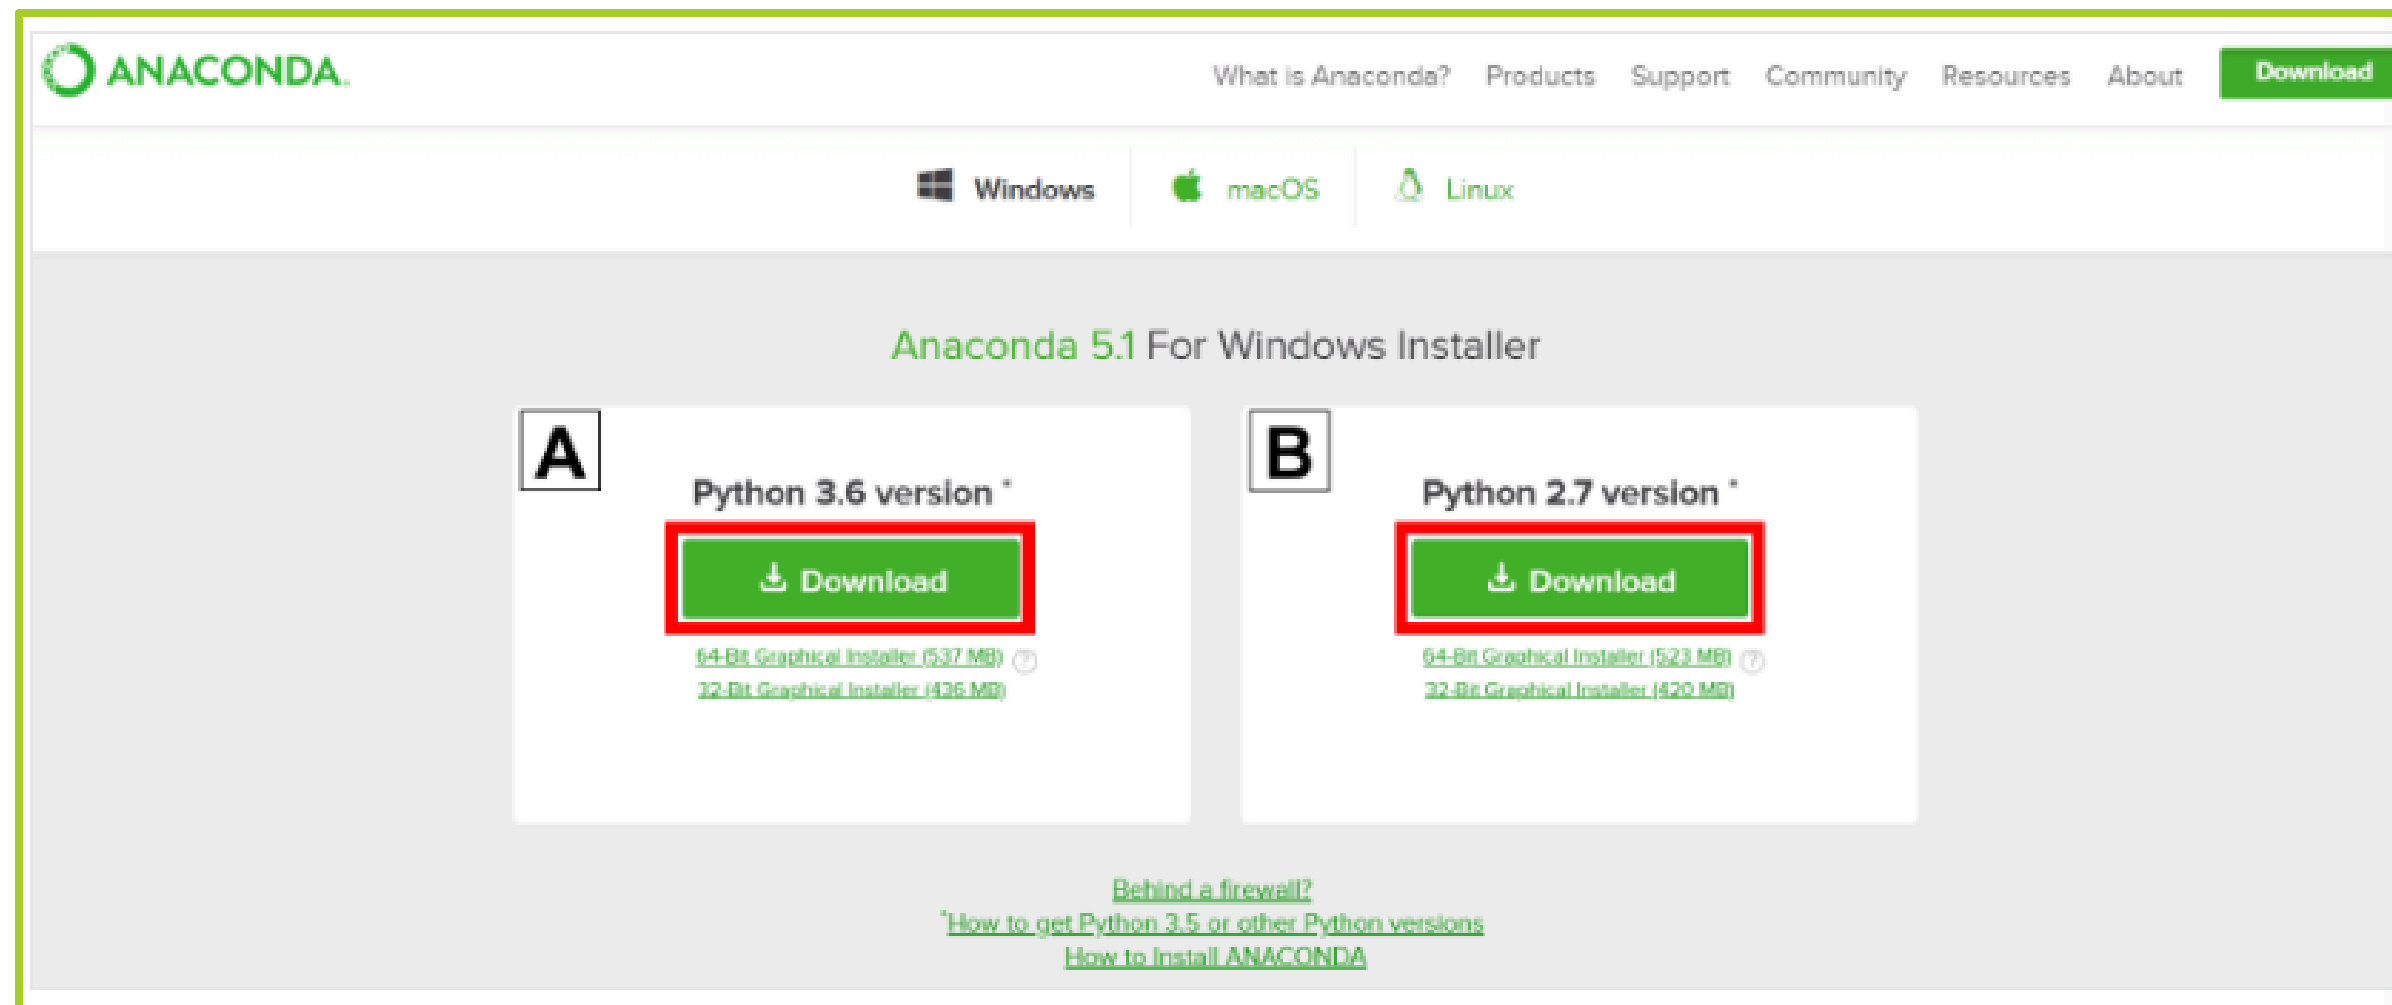 ANACONDA.
What is Anaconda? Products Support Community Resources About Download
Windows macOS Linux
Anaconda 5.1 For Windows Installer
A
Python 3.6 version *
Download
64-Bit Graphical Installer (537 MB) ?
32-Bit Graphical Installer (436 MB)
B
Python 2.7 version *
Download
64-Bit Graphical Installer (523 MB) ?
32-Bit Graphical Installer (420 MB)
Behind a firewall?
*How to get Python 3.5 or other Python versions
How to Install ANACONDA